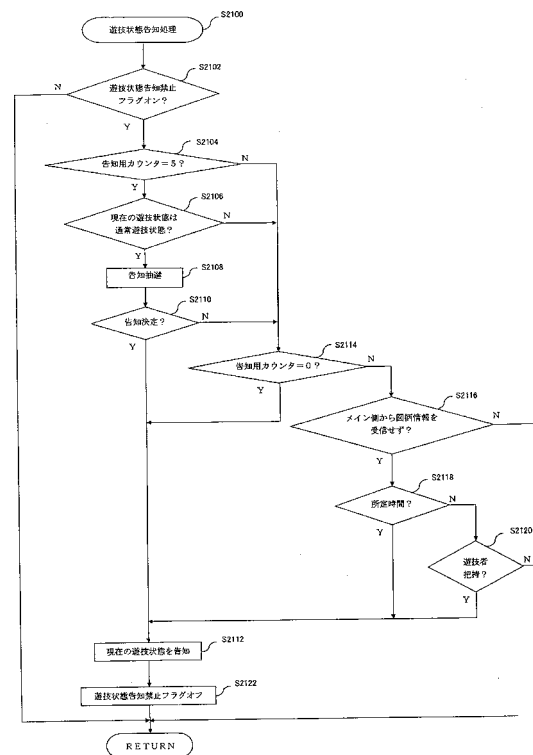 S2100
遊技状態告知処理
S2102
遊技状態告知禁止
フラグオン?
N
Y
S2104
告知用カウンター=5?
N
Y
S2106
現在の遊技状態は
通常遊技状態?
N
Y
S2108
告知抽選
S2110
告知決定?
N
Y
S2114
告知用カウンター=0?
N
Y
S2116
メイン側から図柄情報を
受信せず?
N
Y
S2118
所定時間?
N
Y
S2120
遊技者
把持?
N
Y
S2112
現在の遊技状態を告知
S2122
遊技状態告知禁止フラグオフ
RETURN